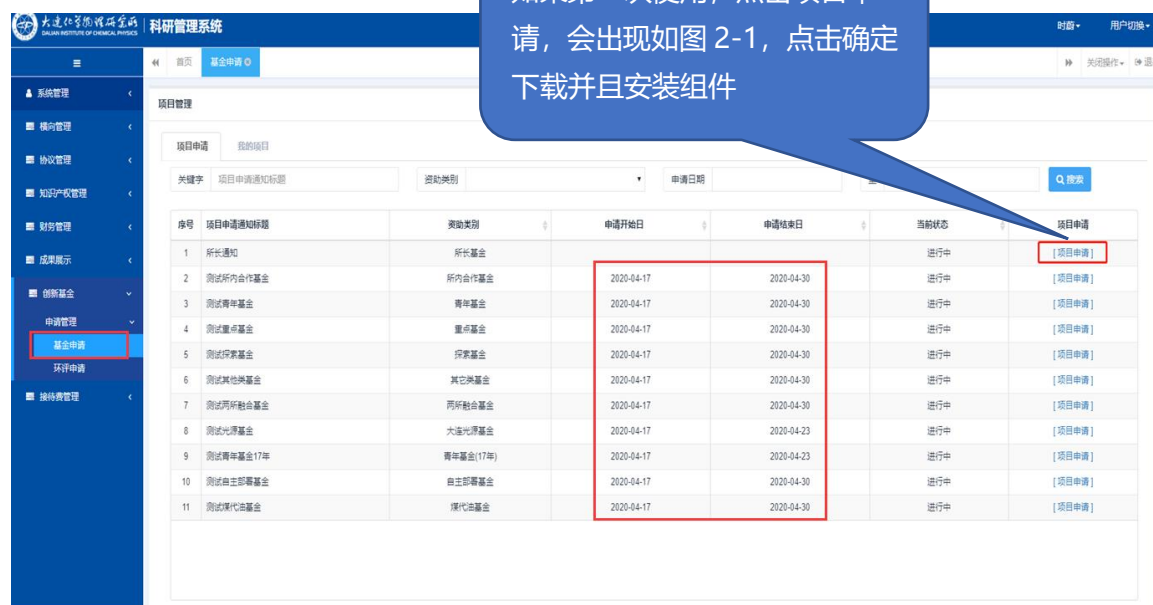 大连化学物理研究所
DALIAN INSTITUTE OF CHEMICAL PHYSICS
科研管理系统
请，会出现如图 2-1，点击确定
下载并且安装组件
时蔚
用户切换
首页 基金申请
关闭操作
系统管理
横向管理
协议管理
知识产权管理
财务管理
成果展示
创新基金
申请管理
基金申请
环评申请
接待费管理
项目管理
项目申请 我的项目
关键字 项目申请通知标题 资助类别 申请日期 搜索
序号 项目申请通知标题 资助类别 申请开始日 申请结束日 当前状态 项目申请
1 所长通知 所长基金 进行中 [项目申请]
2 测试所内合作基金 所内合作基金 2020-04-17 2020-04-30 进行中 [项目申请]
3 测试青年基金 青年基金 2020-04-17 2020-04-30 进行中 [项目申请]
4 测试重点基金 重点基金 2020-04-17 2020-04-30 进行中 [项目申请]
5 测试探索基金 探索基金 2020-04-17 2020-04-30 进行中 [项目申请]
6 测试其他类基金 其它类基金 2020-04-17 2020-04-30 进行中 [项目申请]
7 测试两所融合基金 两所融合基金 2020-04-17 2020-04-30 进行中 [项目申请]
8 测试光源基金 大连光源基金 2020-04-17 2020-04-23 进行中 [项目申请]
9 测试青年基金17年 青年基金(17年) 2020-04-17 2020-04-23 进行中 [项目申请]
10 测试自主部署基金 自主部署基金 2020-04-17 2020-04-30 进行中 [项目申请]
11 测试煤代油基金 煤代油基金 2020-04-17 2020-04-30 进行中 [项目申请]